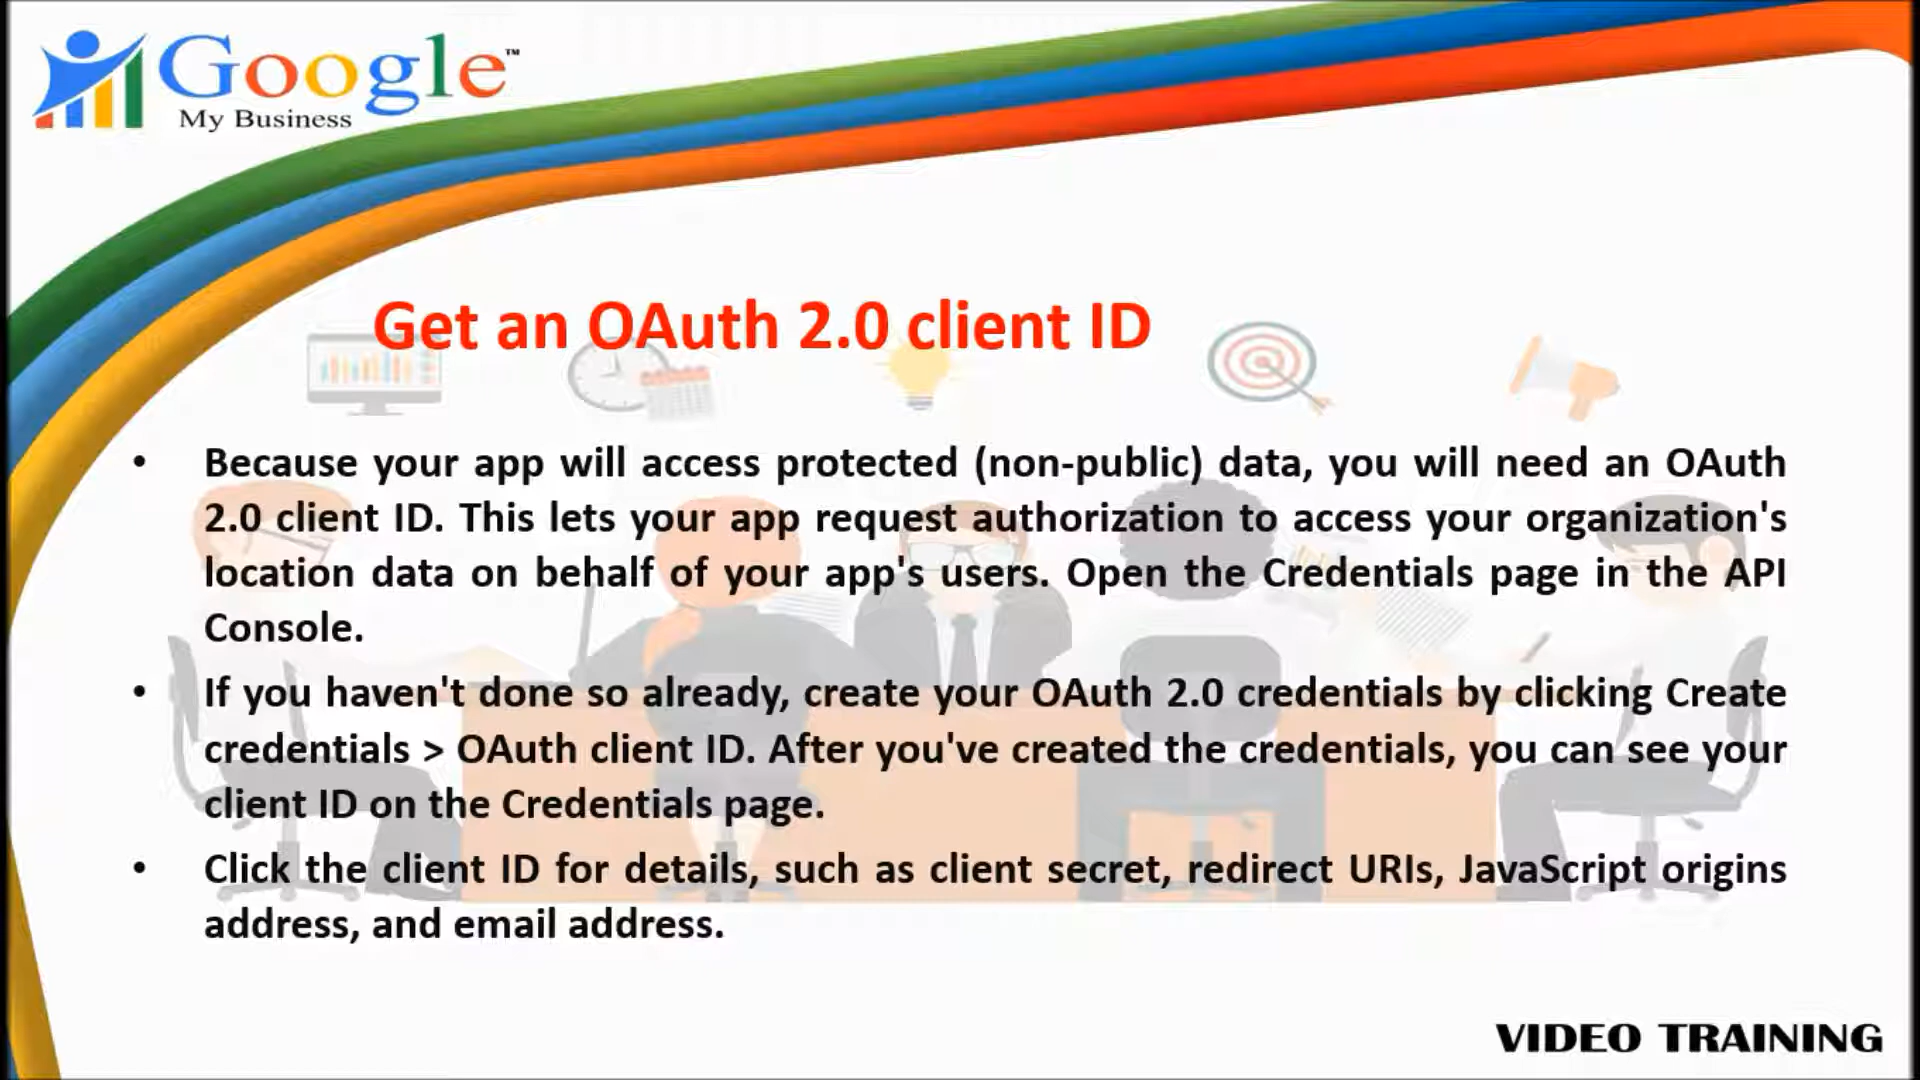 Google™
My Business
Get an OAuth 2.0 client ID
• Because your app will access protected (non-public) data, you will need an OAuth
2.0 client ID. This lets your app request authorization to access your organization's
location data on behalf of your app's users. Open the Credentials page in the API
Console.
• If you haven't done so already, create your OAuth 2.0 credentials by clicking Create
credentials > OAuth client ID. After you've created the credentials, you can see your
client ID on the Credentials page.
• Click the client ID for details, such as client secret, redirect URIs, JavaScript origins
address, and email address.
VIDEO TRAINING